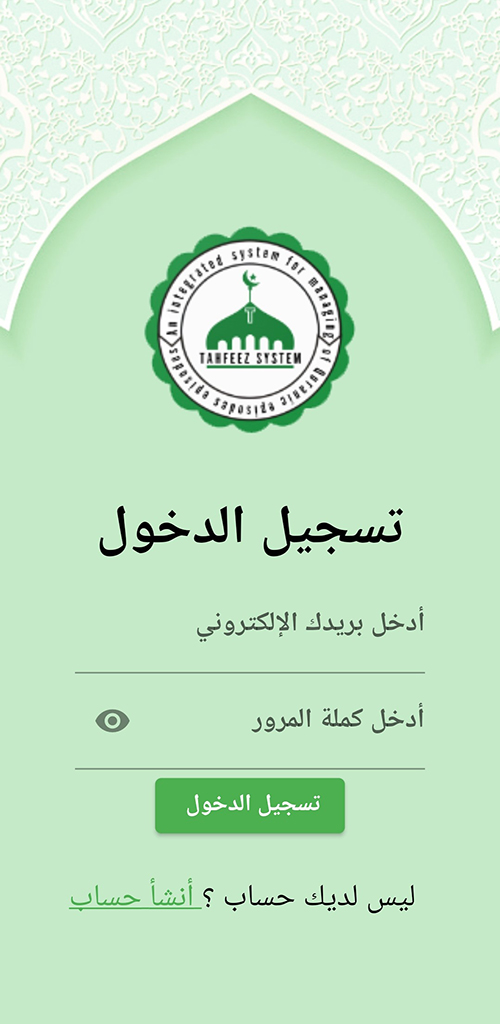 An integrated system for managing of Quranic episodes
T
TAHFEEZ SYSTEM
تسجيل الدخول
أدخل بريدك الإلكتروني
أدخل كملة المرور
تسجيل الدخول
ليس لديك حساب ؟ أنشأ حساب